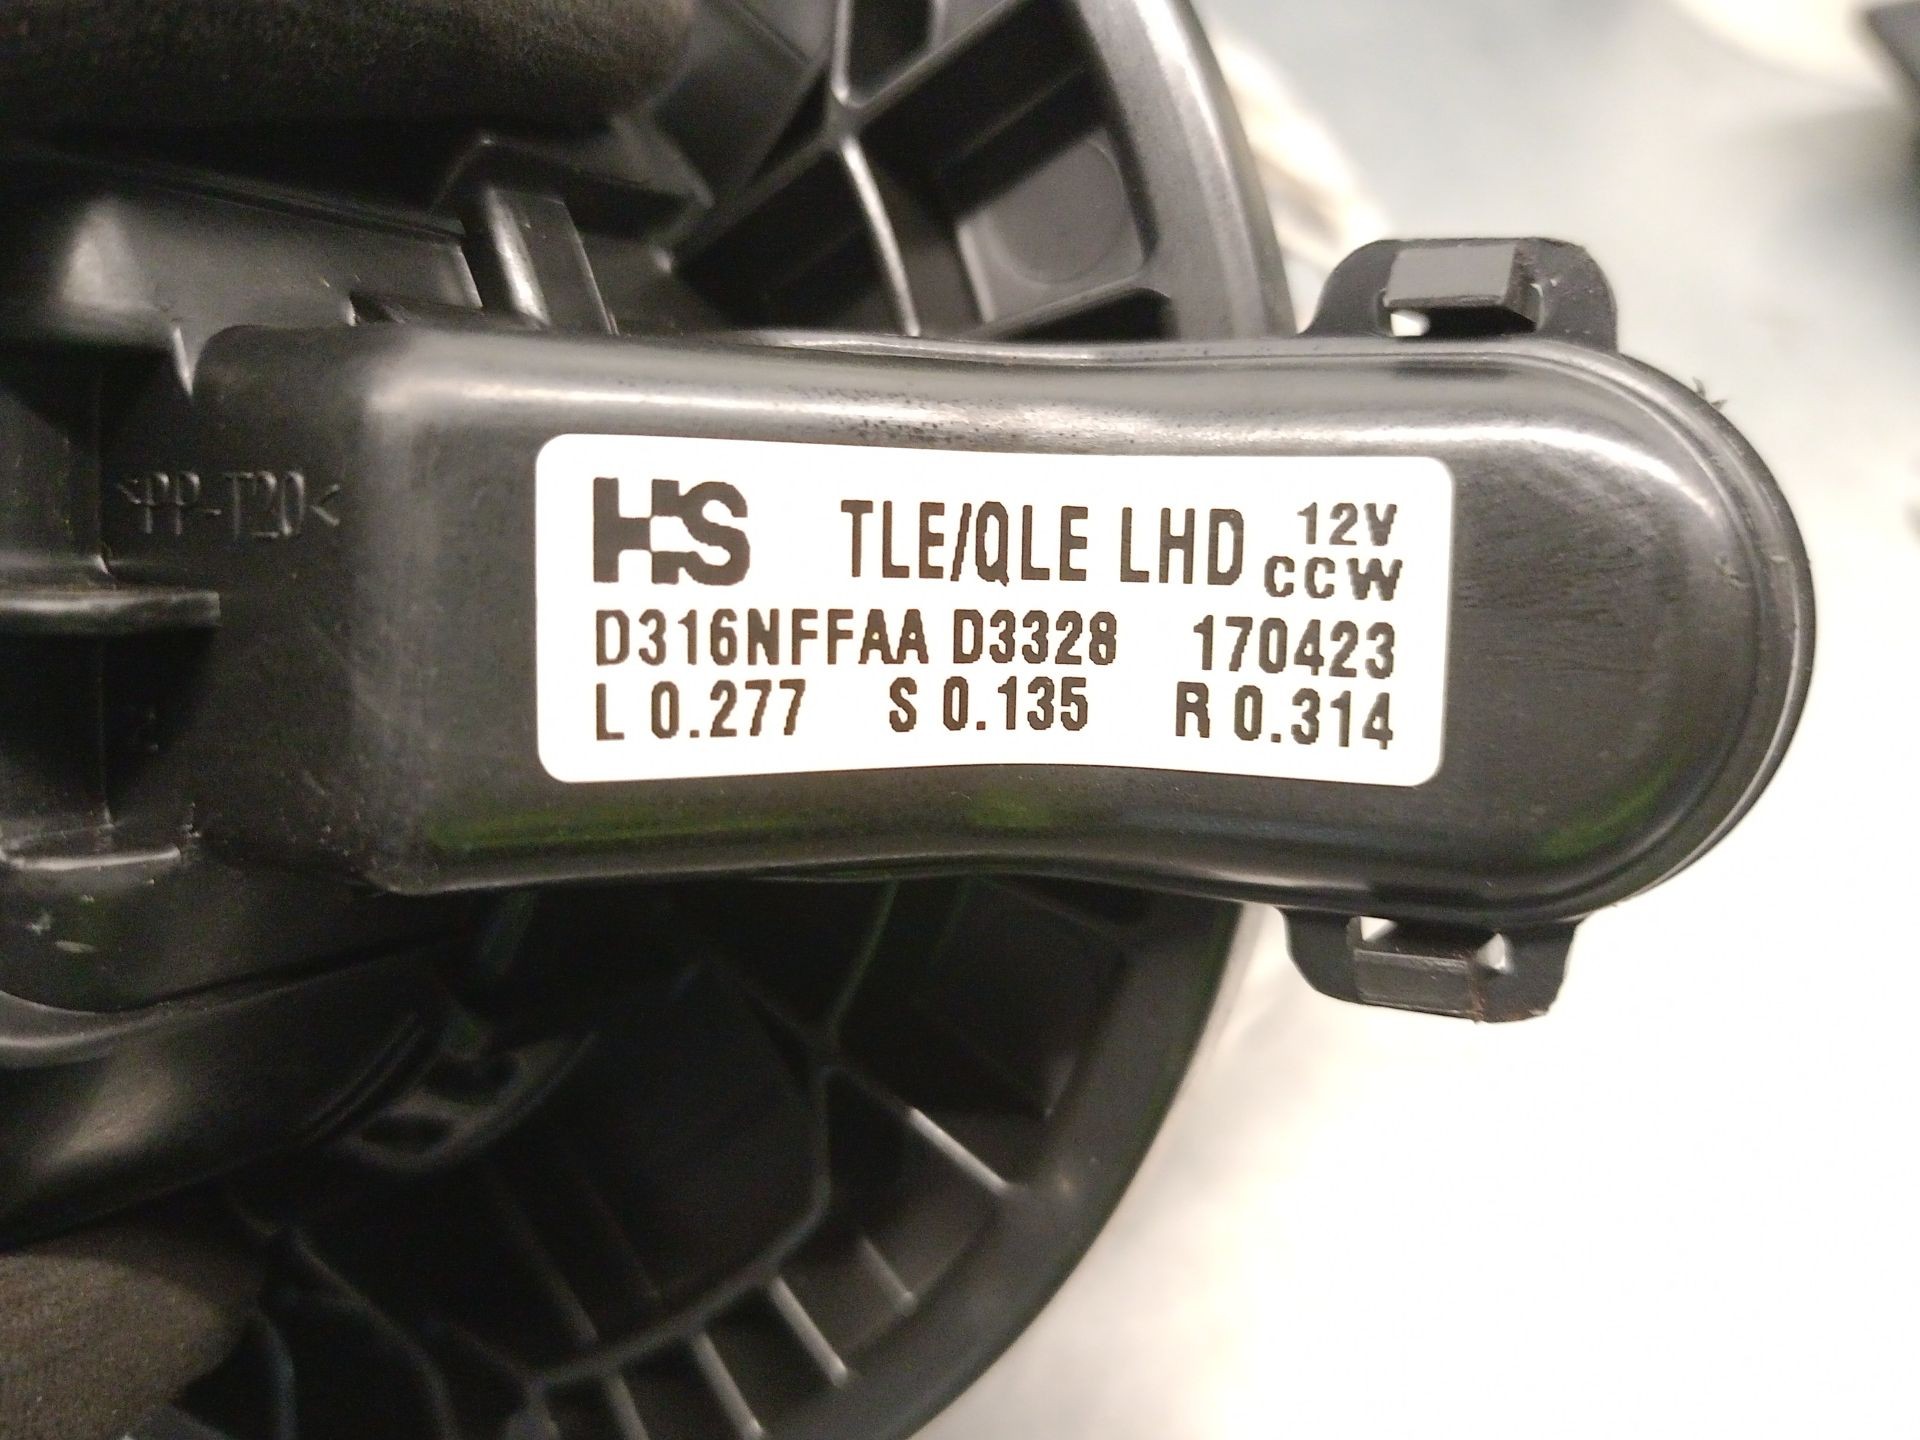 >PP-T20<
HS TLE/QLE LHD 12V
CCW
D316NFFAA D3328 170423
L 0.277 S 0.135 R 0.314